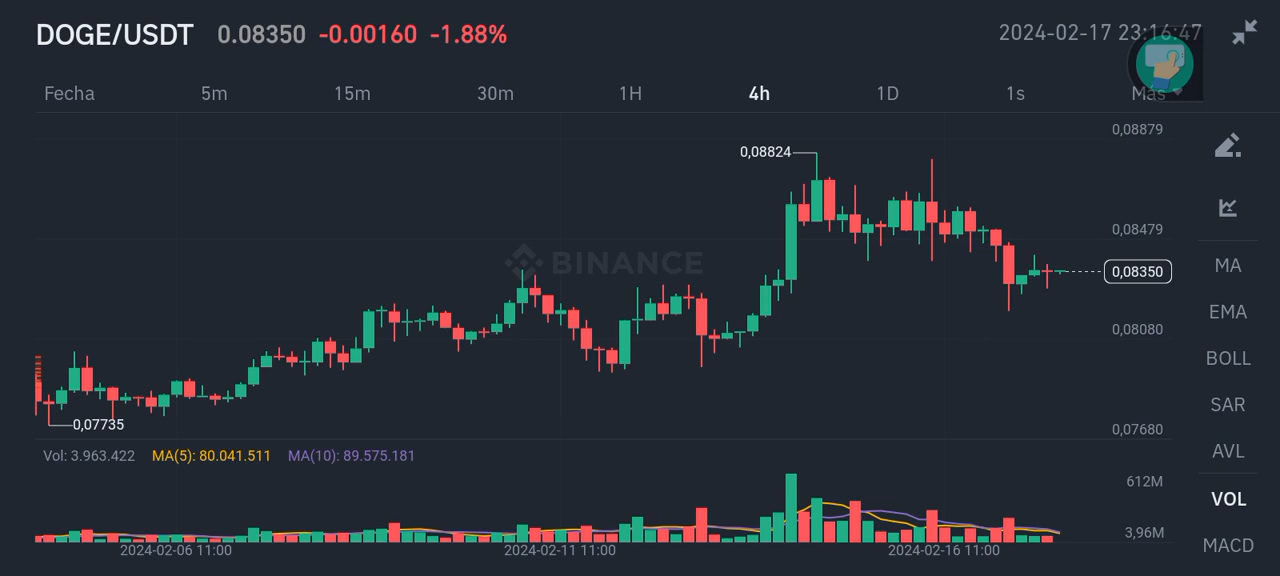 DOGE/USDT 0.08350 -0.00160 -1.88% 2024-02-17 23:16:47
Fecha 5m 15m 30m 1H 4h 1D 1s Más
0,08879
0,08824
0,08479
BINANCE
0,08350
0,08080
0,07735
0,07680
Vol: 3.963.422 MA(5): 80.041.511 MA(10): 89.575.181
612M
3,96M
2024-02-06 11:00 2024-02-11 11:00 2024-02-16 11:00
MA
EMA
BOLL
SAR
AVL
VOL
MACD